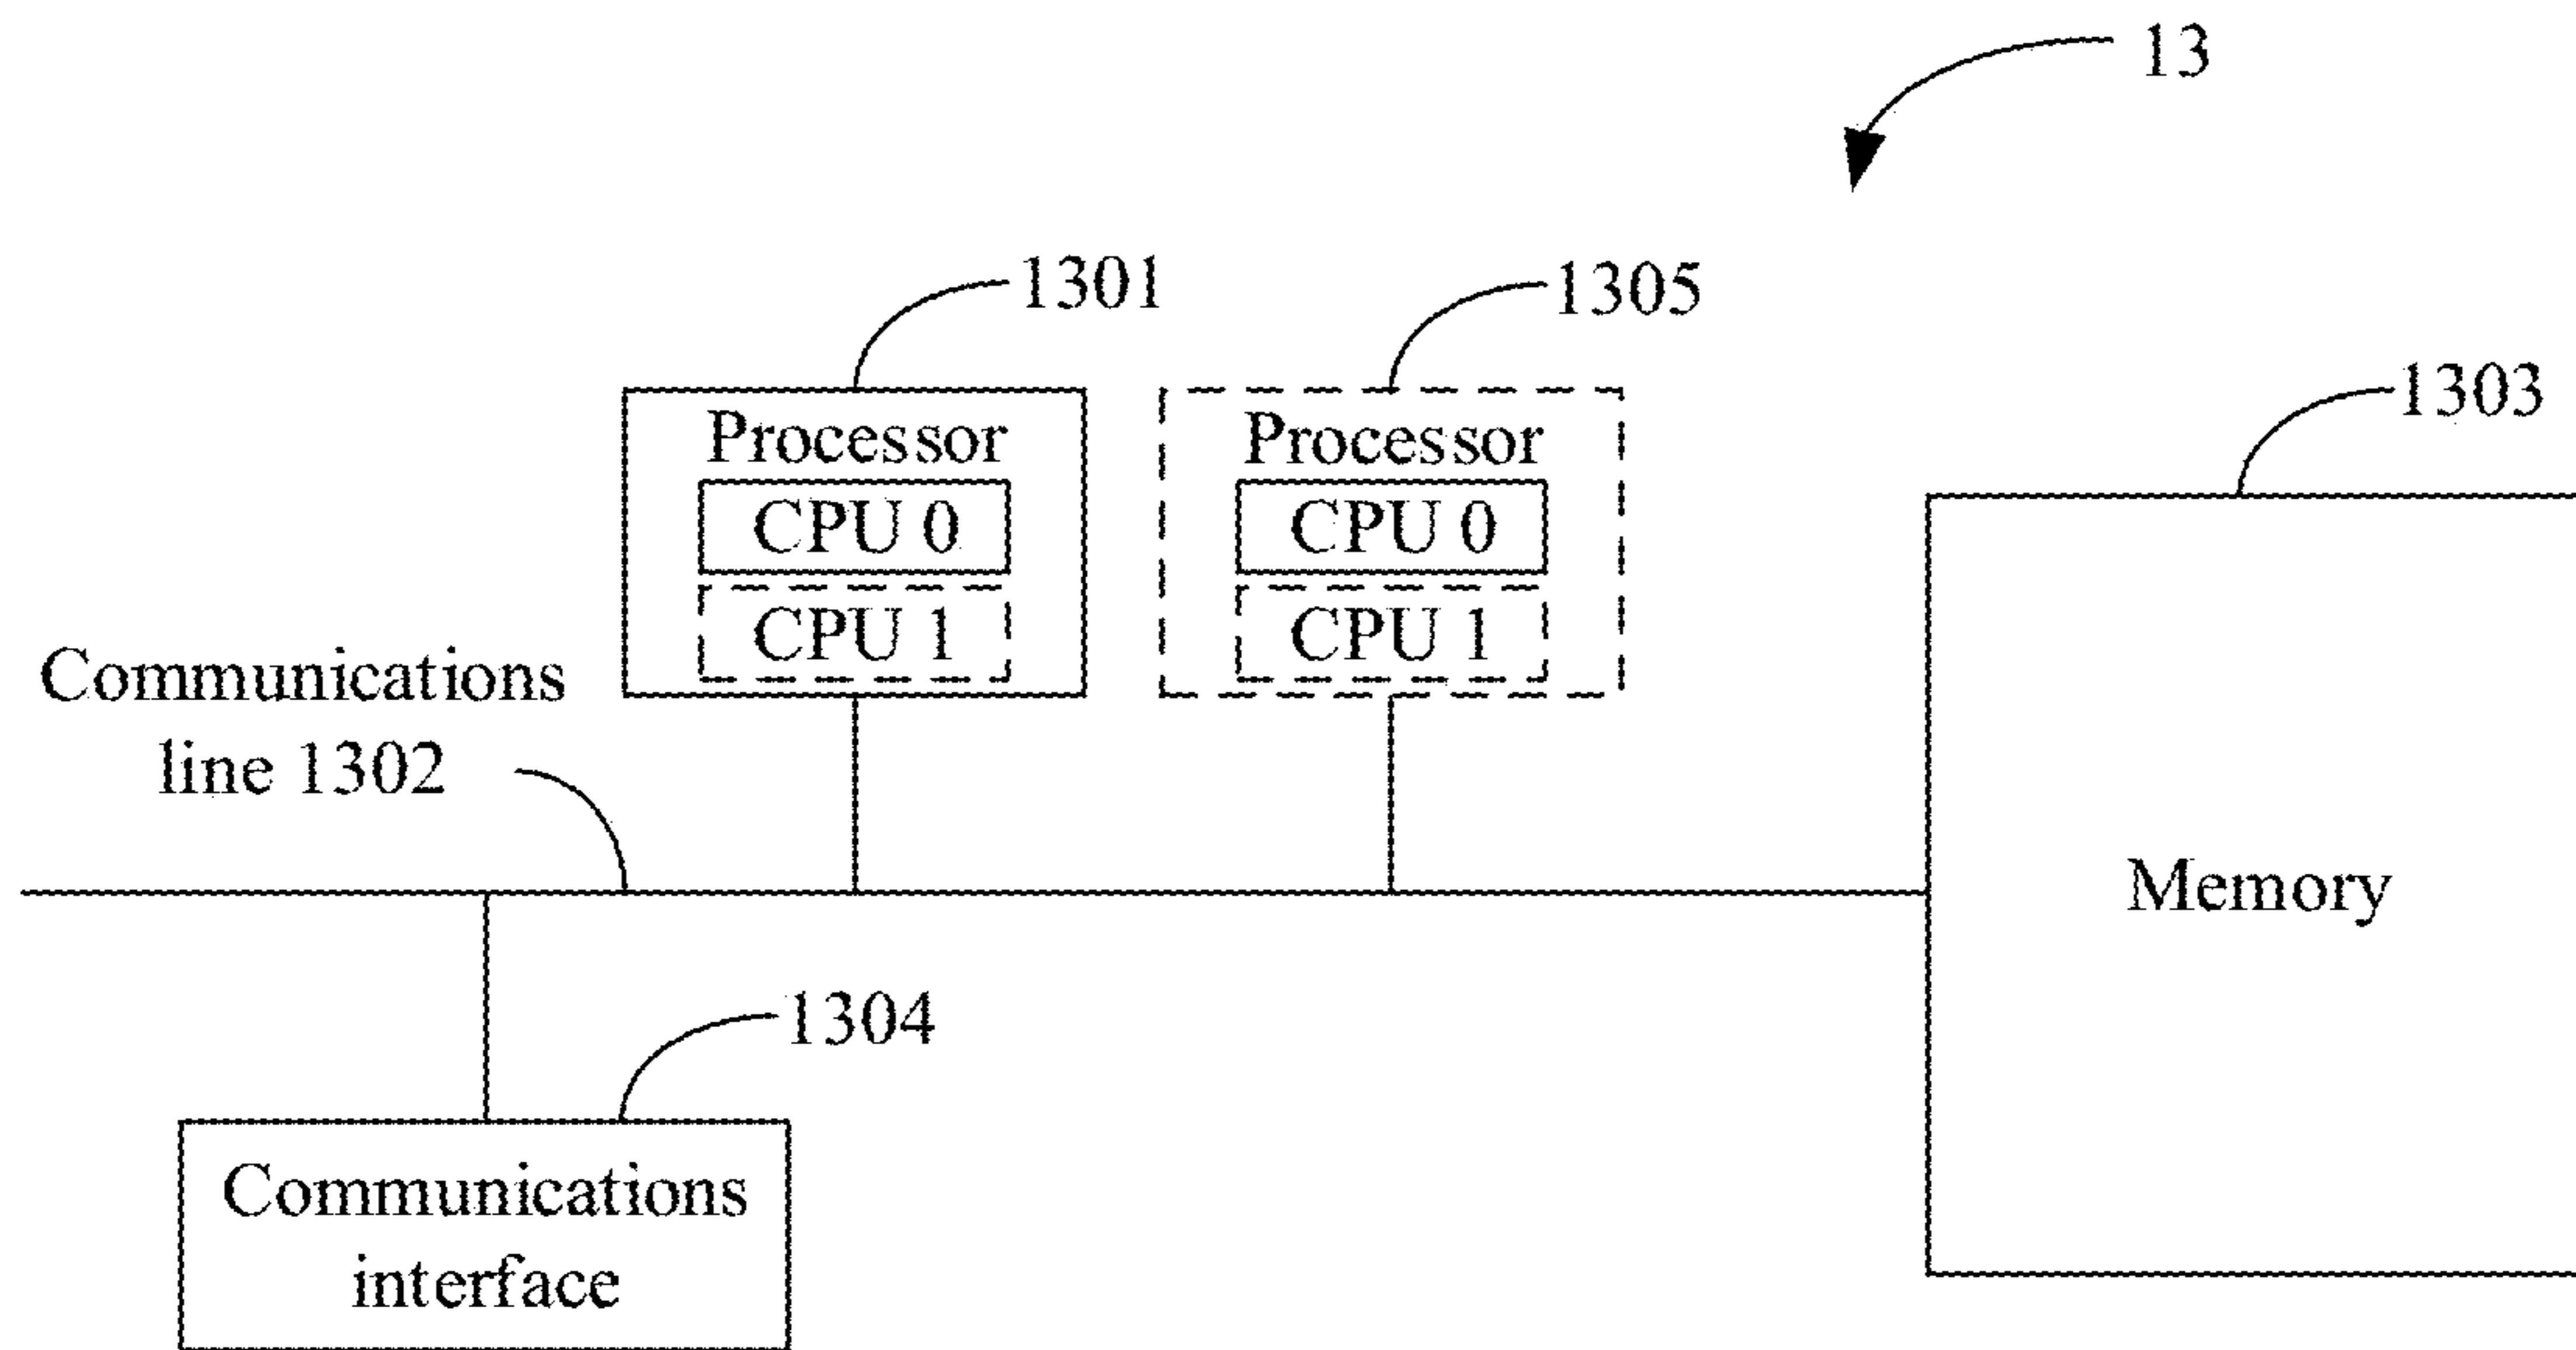 13
1301
1305
1303
Processor
CPU 0
CPU 1
Processor
CPU 0
CPU 1
Communications
line 1302
Memory
1304
Communications
interface